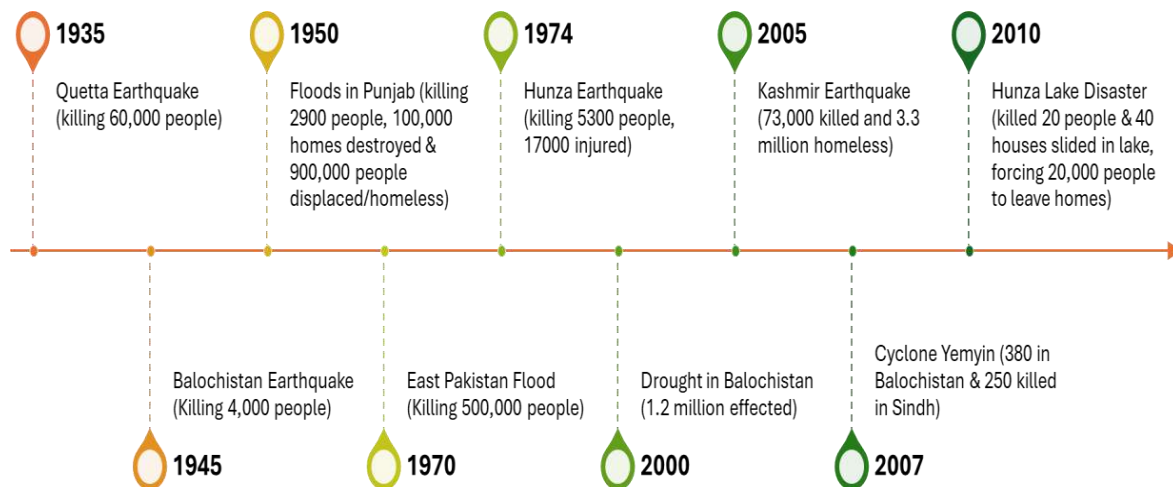 1935
Quetta Earthquake
(killing 60,000 people)
1950
Floods in Punjab (killing
2900 people, 100,000
homes destroyed &
900,000 people
displaced/homeless)
1974
Hunza Earthquake
(killing 5300 people,
17000 injured)
2005
Kashmir Earthquake
(73,000 killed and 3.3
million homeless)
2010
Hunza Lake Disaster
(killed 20 people & 40
houses slided in lake,
forcing 20,000 people
to leave homes)
Balochistan Earthquake
(Killing 4,000 people)
1945
East Pakistan Flood
(Killing 500,000 people)
1970
Drought in Balochistan
(1.2 million effected)
2000
Cyclone Yemyin (380 in
Balochistan & 250 killed
in Sindh)
2007